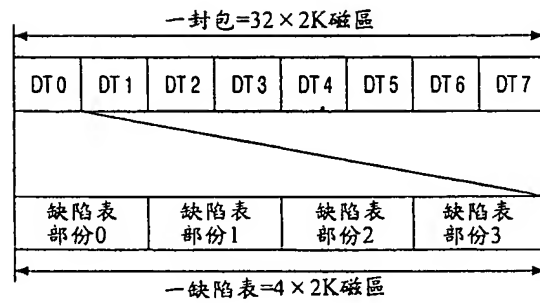 一封包=32×2K磁區
DT0 DT1 DT2 DT3 DT4 DT5 DT6 DT7
缺陷表 缺陷表 缺陷表 缺陷表
部份0 部份1 部份2 部份3
一缺陷表=4×2K磁區